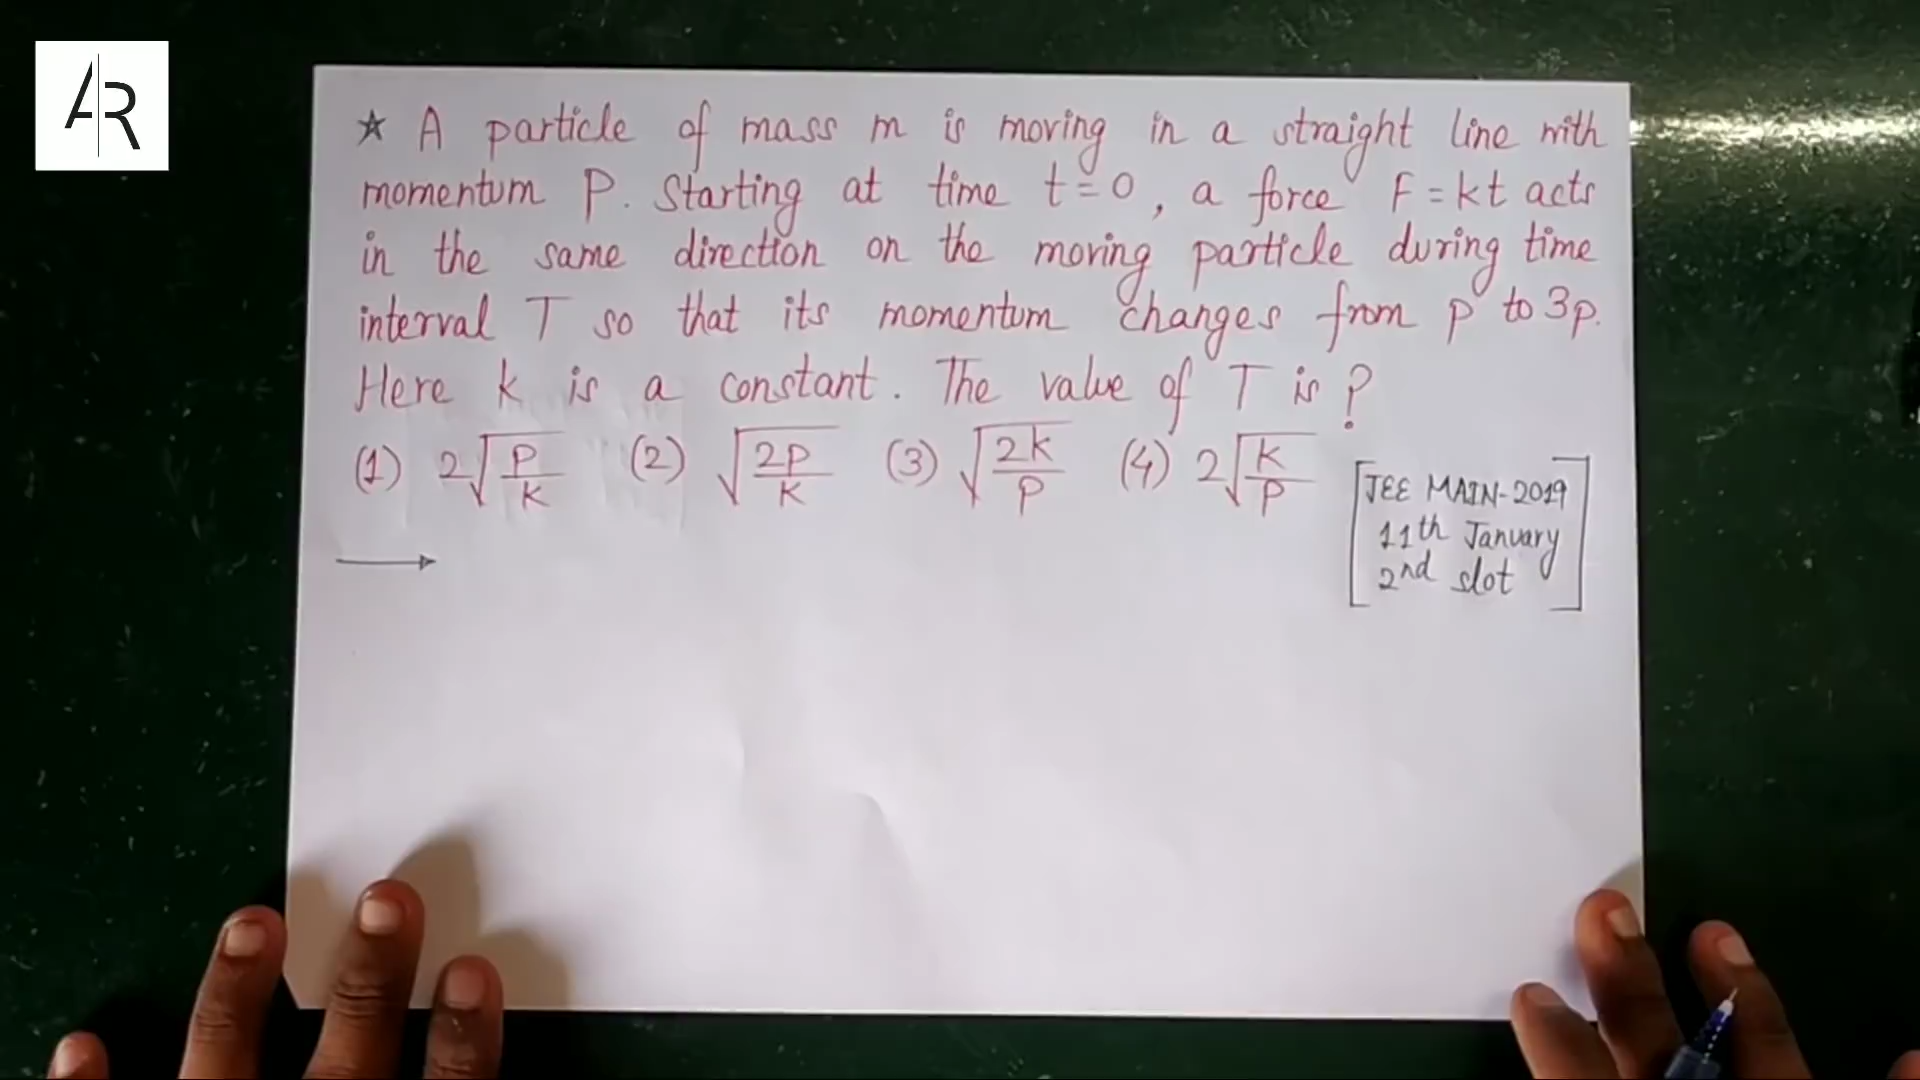 AR
☆ A particle of mass m is moving in a straight line with
momentum P. Starting at time t=0, a force F=kt acts
in the same direction on the moving particle during time
interval T so that its momentum changes from p to 3p.
Here k is a constant. The value of T is ?
(1) 2√(p/k) (2) √(2p/k) (3) √(2k/p) (4) 2√(k/p)
[JEE MAIN-2019
11th January
2nd slot]